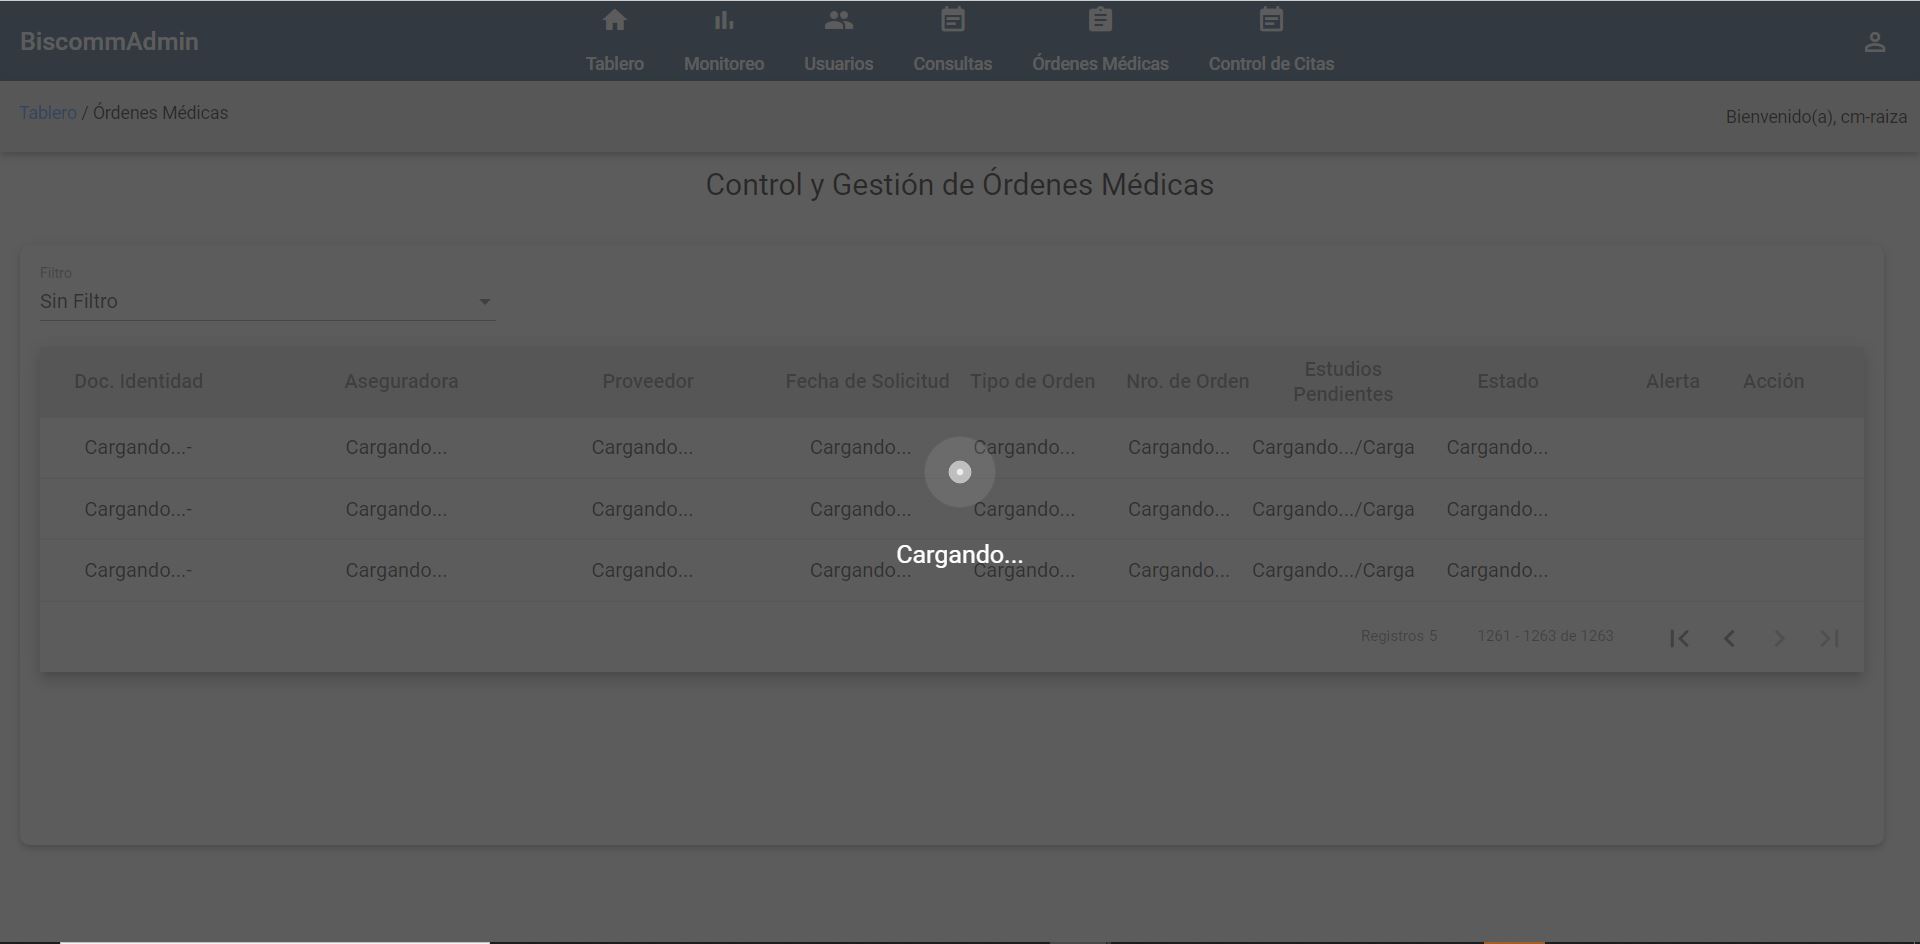 BiscommAdmin
Tablero Monitoreo Usuarios Consultas Órdenes Médicas Control de Citas
Tablero / Órdenes Médicas
Bienvenido(a), cm-raiza
Control y Gestión de Órdenes Médicas
Filtro
Sin Filtro
Doc. Identidad Aseguradora Proveedor Fecha de Solicitud Tipo de Orden Nro. de Orden Estudios Pendientes Estado Alerta Acción
Cargando...- Cargando... Cargando... Cargando... Cargando... Cargando... Cargando.../Carga Cargando...
Cargando...- Cargando... Cargando... Cargando... Cargando... Cargando... Cargando.../Carga Cargando...
Cargando...
Cargando...- Cargando... Cargando... Cargando... Cargando... Cargando... Cargando.../Carga Cargando...
Registros 5 1261 - 1263 de 1263